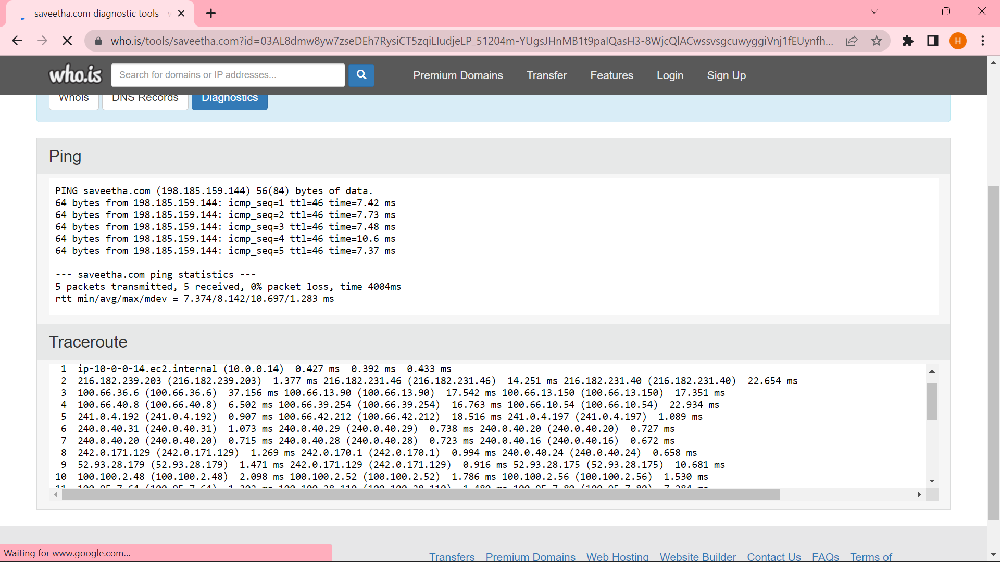 saveetha.com diagnostic tools -
who.is/tools/saveetha.com?id=03AL8dmw8yw7zseDEh7RysiCT5zqiLIudjeLP_51204m-YUgsJHnMB1t9paIQasH3-8WjcQlACwssvsgcuwyggiVnj1fEUynfh...
H
who.is
Search for domains or IP addresses...
Premium Domains
Transfer
Features
Login
Sign Up
Whois
DNS Records
Diagnostics
Ping
PING saveetha.com (198.185.159.144) 56(84) bytes of data.
64 bytes from 198.185.159.144: icmp_seq=1 ttl=46 time=7.42 ms
64 bytes from 198.185.159.144: icmp_seq=2 ttl=46 time=7.73 ms
64 bytes from 198.185.159.144: icmp_seq=3 ttl=46 time=7.48 ms
64 bytes from 198.185.159.144: icmp_seq=4 ttl=46 time=10.6 ms
64 bytes from 198.185.159.144: icmp_seq=5 ttl=46 time=7.37 ms
--- saveetha.com ping statistics ---
5 packets transmitted, 5 received, 0% packet loss, time 4004ms
rtt min/avg/max/mdev = 7.374/8.142/10.697/1.283 ms
Traceroute
1 ip-10-0-0-14.ec2.internal (10.0.0.14) 0.427 ms 0.392 ms 0.433 ms
2 216.182.239.203 (216.182.239.203) 1.377 ms 216.182.231.46 (216.182.231.46) 14.251 ms 216.182.231.40 (216.182.231.40) 22.654 ms
3 100.66.36.6 (100.66.36.6) 37.156 ms 100.66.13.90 (100.66.13.90) 17.542 ms 100.66.13.150 (100.66.13.150) 17.351 ms
4 100.66.40.8 (100.66.40.8) 6.502 ms 100.66.39.254 (100.66.39.254) 16.763 ms 100.66.10.54 (100.66.10.54) 22.934 ms
5 241.0.4.192 (241.0.4.192) 0.907 ms 100.66.42.212 (100.66.42.212) 18.516 ms 241.0.4.197 (241.0.4.197) 1.089 ms
6 240.0.40.31 (240.0.40.31) 1.073 ms 240.0.40.29 (240.0.40.29) 0.738 ms 240.0.40.20 (240.0.40.20) 0.727 ms
7 240.0.40.20 (240.0.40.20) 0.715 ms 240.0.40.28 (240.0.40.28) 0.723 ms 240.0.40.16 (240.0.40.16) 0.672 ms
8 242.0.171.129 (242.0.171.129) 1.269 ms 242.0.170.1 (242.0.170.1) 0.994 ms 240.0.40.24 (240.0.40.24) 0.658 ms
9 52.93.28.179 (52.93.28.179) 1.471 ms 242.0.171.129 (242.0.171.129) 0.916 ms 52.93.28.175 (52.93.28.175) 10.681 ms
10 100.100.2.48 (100.100.2.48) 2.098 ms 100.100.2.52 (100.100.2.52) 1.786 ms 100.100.2.56 (100.100.2.56) 1.530 ms
Transfers Premium Domains Web Hosting Website Builder Contact Us FAQs Terms of
Waiting for www.google.com...